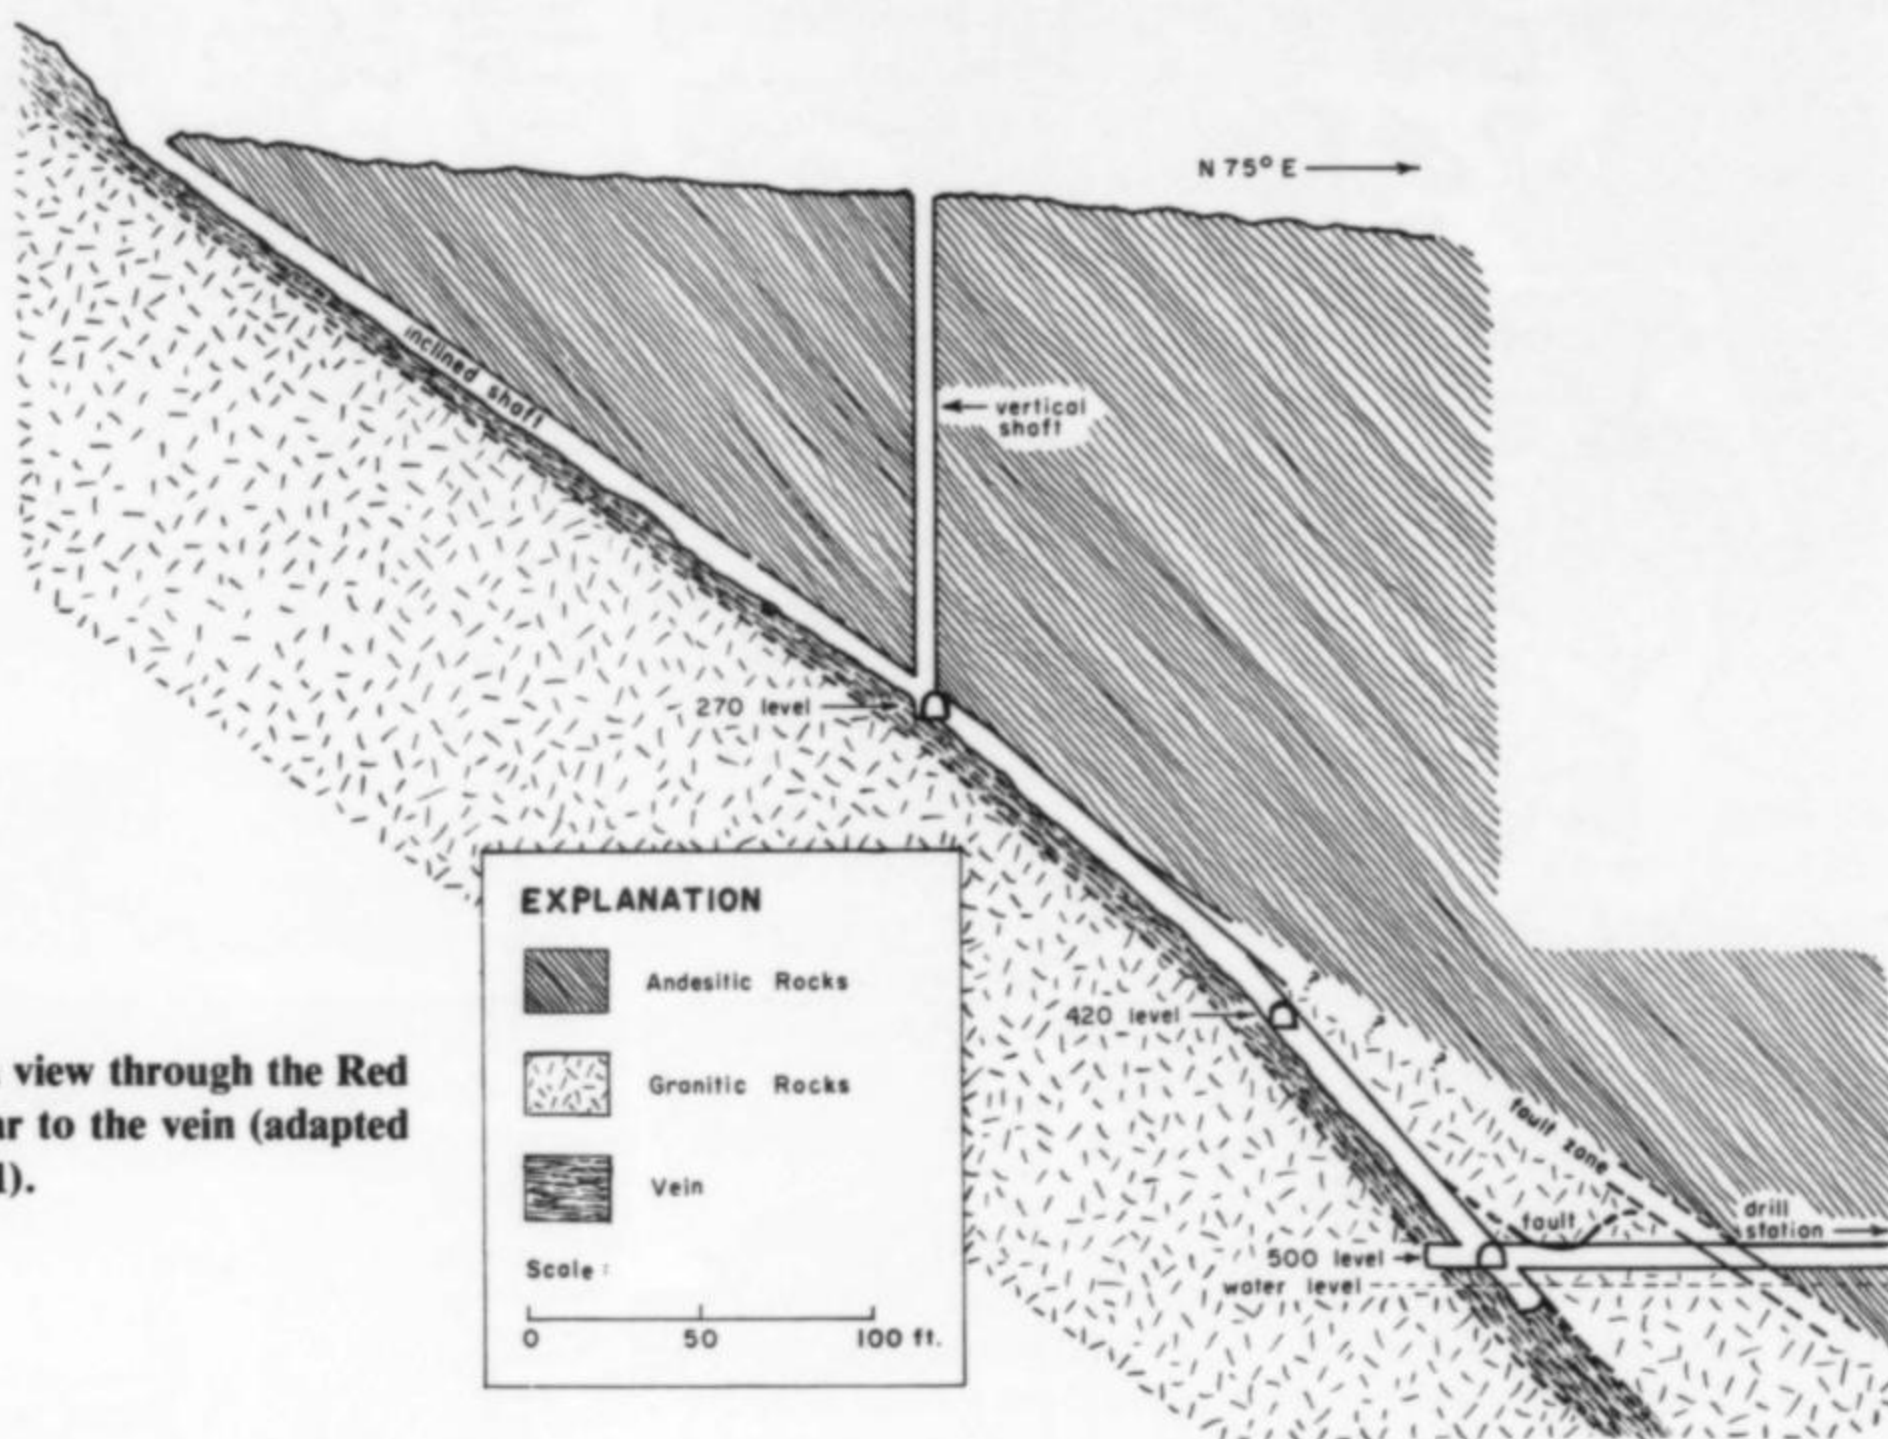 N 75° E
inclined shaft
vertical
shaft
270 level
EXPLANATION
Andesitic Rocks
420 level
view through the Red
Granitic Rocks
to the vein (adapted
fault zone
Vein
drill
station
fault
500 level
Scale:
water level
0 50 100 ft.